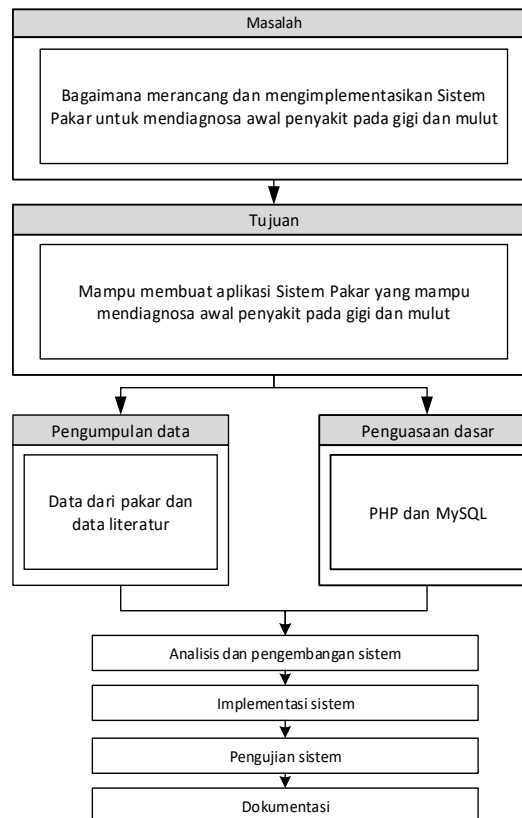 Masalah
Bagaimana merancang dan mengimplementasikan Sistem
Pakar untuk mendiagnosa awal penyakit pada gigi dan mulut
Tujuan
Mampu membuat aplikasi Sistem Pakar yang mampu
mendiagnosa awal penyakit pada gigi dan mulut
Pengumpulan data
Data dari pakar dan
data literatur
Penguasaan dasar
PHP dan MySQL
Analisis dan pengembangan sistem
Implementasi sistem
Pengujian sistem
Dokumentasi